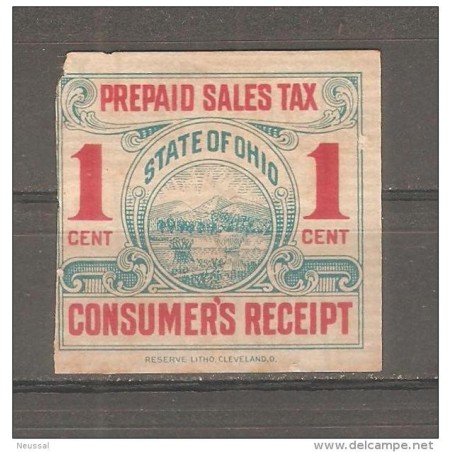 PREPAID SALES TAX
STATE OF OHIO
1 1
CENT CENT
CONSUMER'S RECEIPT
RESERVE LITHO, CLEVELAND, O.
Neussal
www.delcampe.net